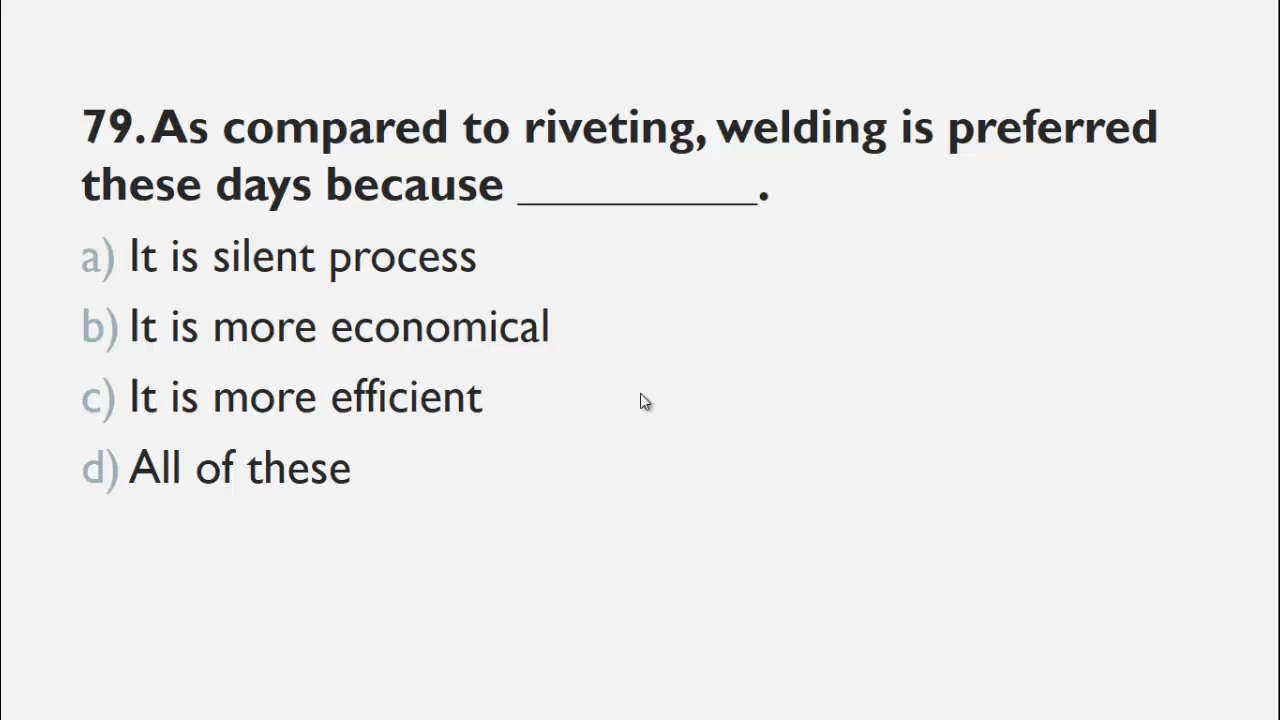 79. As compared to riveting, welding is preferred
these days because __________.
a) It is silent process
b) It is more economical
c) It is more efficient
d) All of these